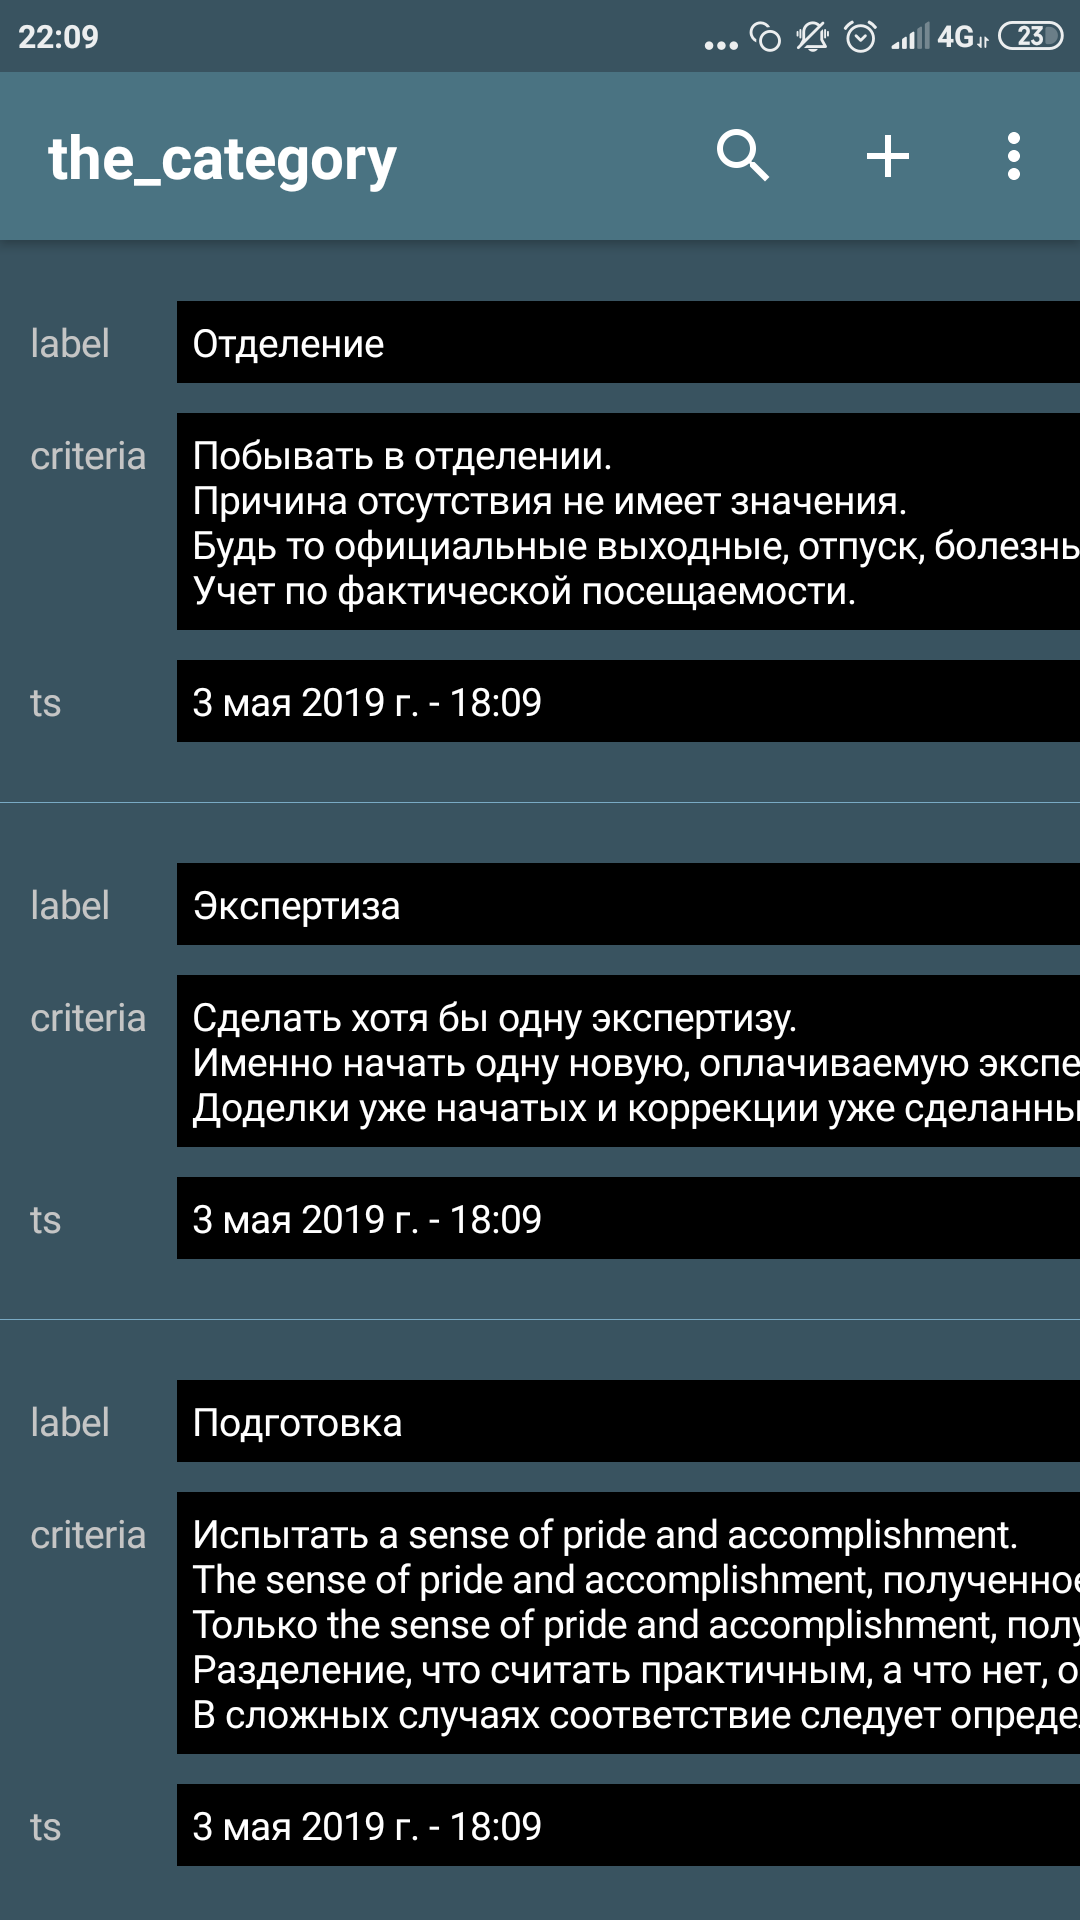 22:09 4G 23
the_category
label Отделение
criteria Побывать в отделении.
Причина отсутствия не имеет значения.
Будь то официальные выходные, отпуск, болезнь
Учет по фактической посещаемости.
ts 3 мая 2019 г. - 18:09
label Экспертиза
criteria Сделать хотя бы одну экспертизу.
Именно начать одну новую, оплачиваемую экспе
Доделки уже начатых и коррекции уже сделанны
ts 3 мая 2019 г. - 18:09
label Подготовка
criteria Испытать a sense of pride and accomplishment.
The sense of pride and accomplishment, полученное
Только the sense of pride and accomplishment, полу
Разделение, что считать практичным, а что нет, о
В сложных случаях соответствие следует опреде
ts 3 мая 2019 г. - 18:09